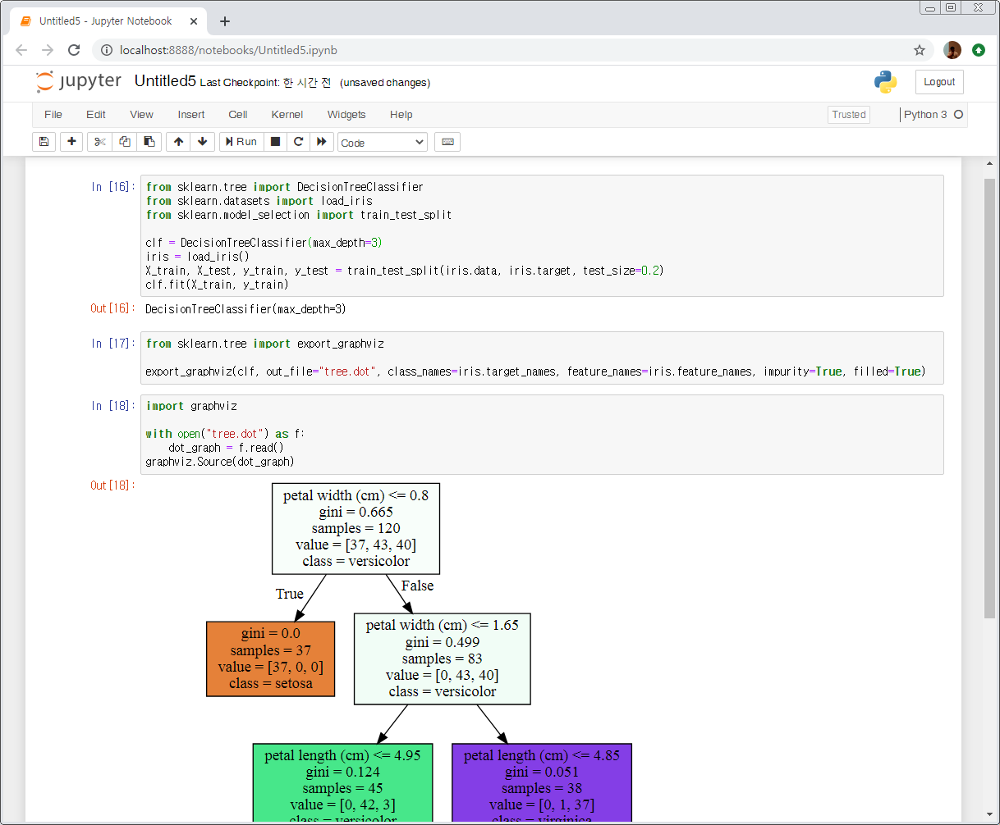 Untitled5 - Jupyter Notebook
localhost:8888/notebooks/Untitled5.ipynb
jupyter Untitled5 Last Checkpoint: 한 시간 전 (unsaved changes)
Logout
File Edit View Insert Cell Kernel Widgets Help
Trusted
Python 3
Run
Code
In [16]:
from sklearn.tree import DecisionTreeClassifier
from sklearn.datasets import load_iris
from sklearn.model_selection import train_test_split
clf = DecisionTreeClassifier(max_depth=3)
iris = load_iris()
X_train, X_test, y_train, y_test = train_test_split(iris.data, iris.target, test_size=0.2)
clf.fit(X_train, y_train)
Out[16]:
DecisionTreeClassifier(max_depth=3)
In [17]:
from sklearn.tree import export_graphviz
export_graphviz(clf, out_file="tree.dot", class_names=iris.target_names, feature_names=iris.feature_names, impurity=True, filled=True)
In [18]:
import graphviz
with open("tree.dot") as f:
    dot_graph = f.read()
graphviz.Source(dot_graph)
Out[18]:
petal width (cm) <= 0.8
gini = 0.665
samples = 120
value = [37, 43, 40]
class = versicolor
True
False
gini = 0.0
samples = 37
value = [37, 0, 0]
class = setosa
petal width (cm) <= 1.65
gini = 0.499
samples = 83
value = [0, 43, 40]
class = versicolor
petal length (cm) <= 4.95
gini = 0.124
samples = 45
value = [0, 42, 3]
class = versicolor
petal length (cm) <= 4.85
gini = 0.051
samples = 38
value = [0, 1, 37]
class = virginica